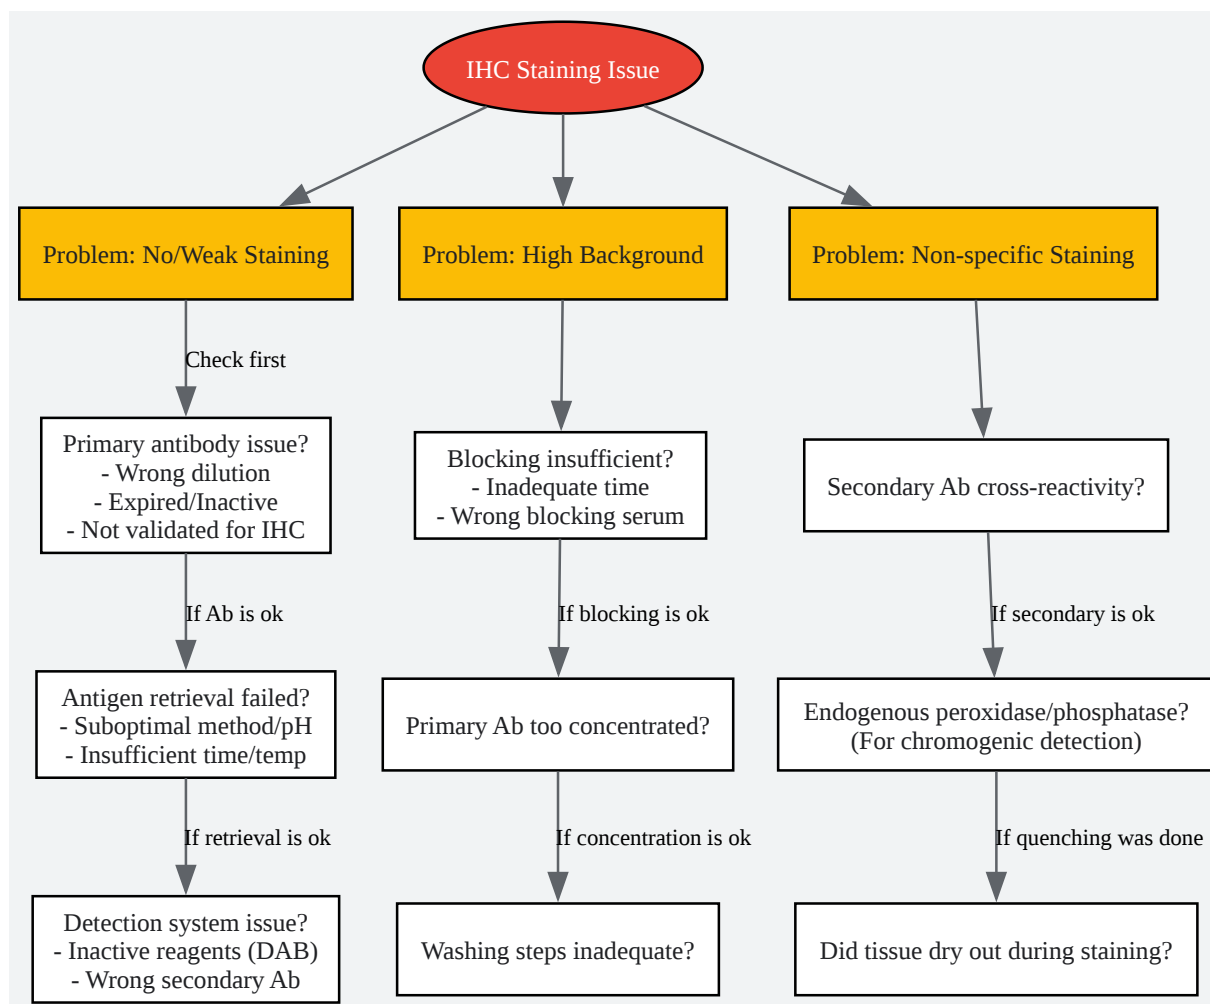 IHC Staining Issue
Problem: No/Weak Staining
Problem: High Background
Problem: Non-specific Staining
Check first
Primary antibody issue?
- Wrong dilution
- Expired/Inactive
- Not validated for IHC
Blocking insufficient?
- Inadequate time
- Wrong blocking serum
Secondary Ab cross-reactivity?
If Ab is ok
If blocking is ok
If secondary is ok
Antigen retrieval failed?
- Suboptimal method/pH
- Insufficient time/temp
Primary Ab too concentrated?
Endogenous peroxidase/phosphatase?
(For chromogenic detection)
If retrieval is ok
If concentration is ok
If quenching was done
Detection system issue?
- Inactive reagents (DAB)
- Wrong secondary Ab
Washing steps inadequate?
Did tissue dry out during staining?